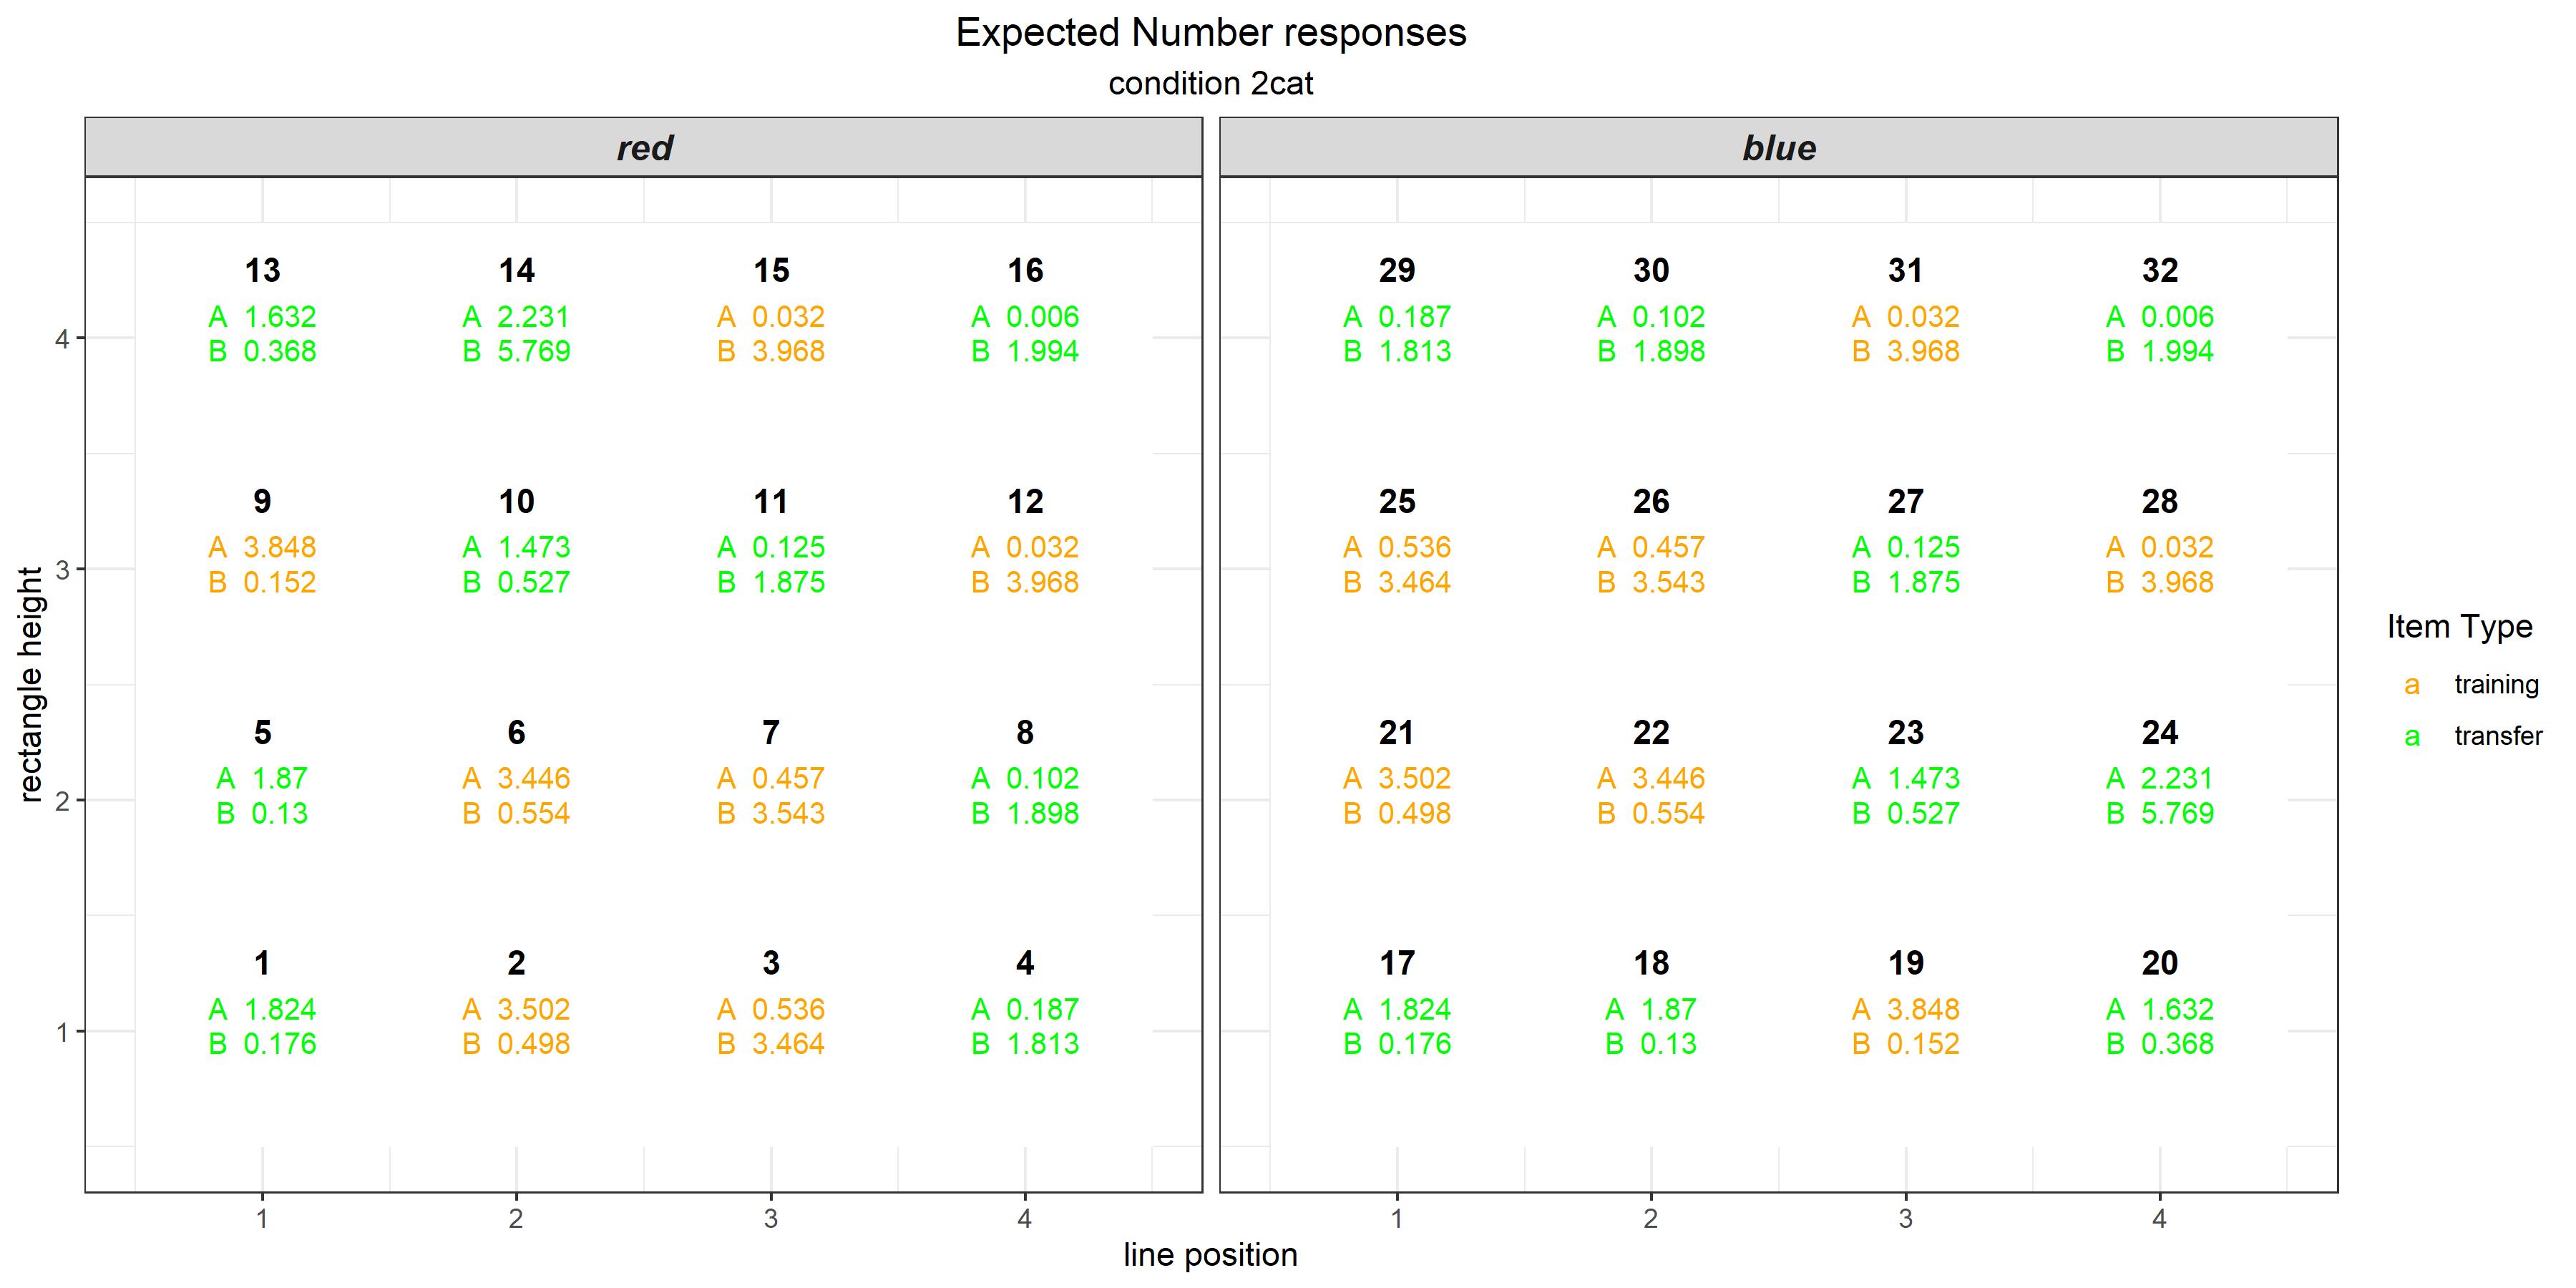 Expected Number responses
condition 2cat
red
blue
13 14 15 16 29 30 31 32
A 1.632 A 2.231 A 0.032 A 0.006 A 0.187 A 0.102 A 0.032 A 0.006
4 B 0.368 B 5.769 B 3.968 B 1.994 B 1.813 B 1.898 B 3.968 B 1.994
9 10 11 12 25 26 27 28
A 3.848 A 1.473 A 0.125 A 0.032 A 0.536 A 0.457 A 0.125 A 0.032
3 B 0.152 B 0.527 B 1.875 B 3.968 B 3.464 B 3.543 B 1.875 B 3.968
5 6 7 8 21 22 23 24
A 1.87 A 3.446 A 0.457 A 0.102 A 3.502 A 3.446 A 1.473 A 2.231
2 B 0.13 B 0.554 B 3.543 B 1.898 B 0.498 B 0.554 B 0.527 B 5.769
1 2 3 4 17 18 19 20
A 1.824 A 3.502 A 0.536 A 0.187 A 1.824 A 1.87 A 3.848 A 1.632
1 B 0.176 B 0.498 B 3.464 B 1.813 B 0.176 B 0.13 B 0.152 B 0.368
1 2 3 4 1 2 3 4
line position
rectangle height
Item Type
a training
a transfer